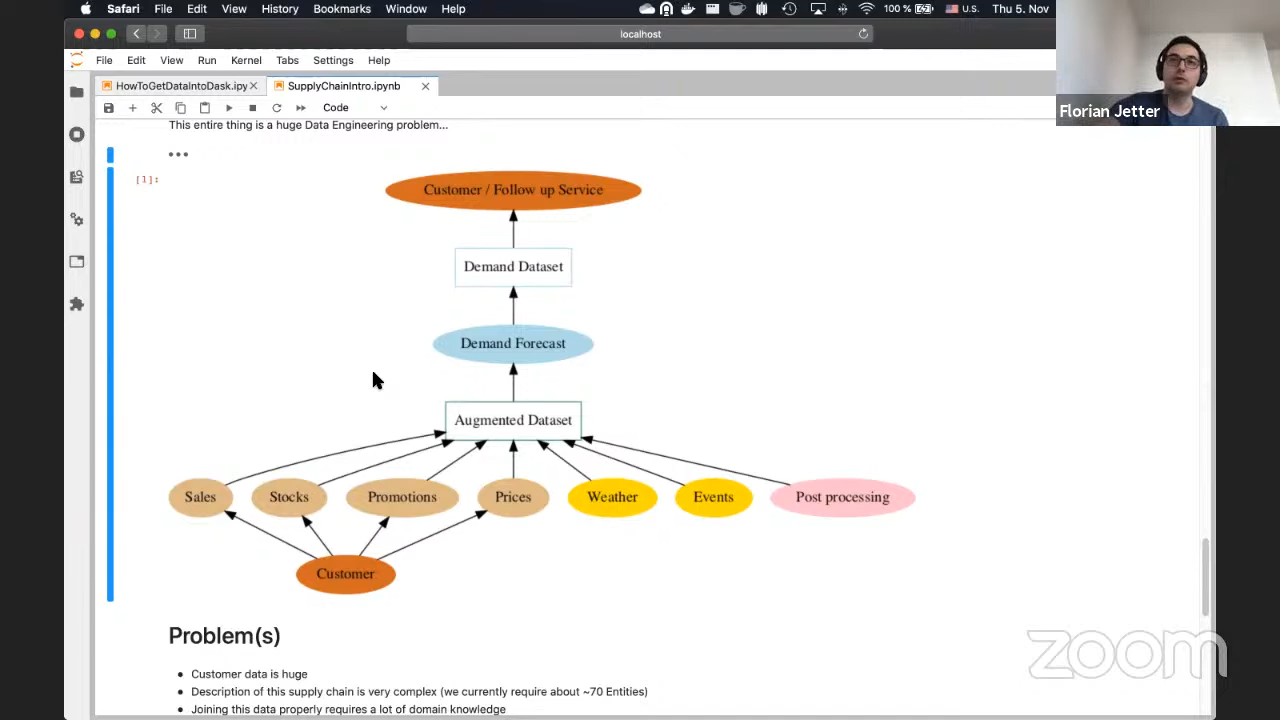 Safari File Edit View History Bookmarks Window Help 100 % U.S. Thu 5. Nov
localhost
File Edit View Run Kernel Tabs Settings Help
HowToGetDataIntoDask.ipy SupplyChainIntro.ipynb
Code
Florian Jetter
This entire thing is a huge Data Engineering problem...
[1]:
Customer / Follow up Service
Demand Dataset
Demand Forecast
Augmented Dataset
Sales Stocks Promotions Prices Weather Events Post processing
Customer
Problem(s)
• Customer data is huge
• Description of this supply chain is very complex (we currently require about ~70 Entities)
• Joining this data properly requires a lot of domain knowledge
zoom